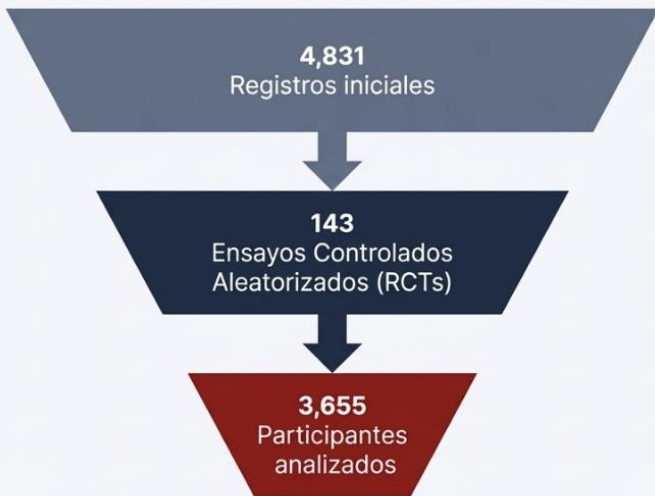 4,831
Registros iniciales
143
Ensayos Controlados
Aleatorizados (RCTs)
3,655
Participantes
analizados